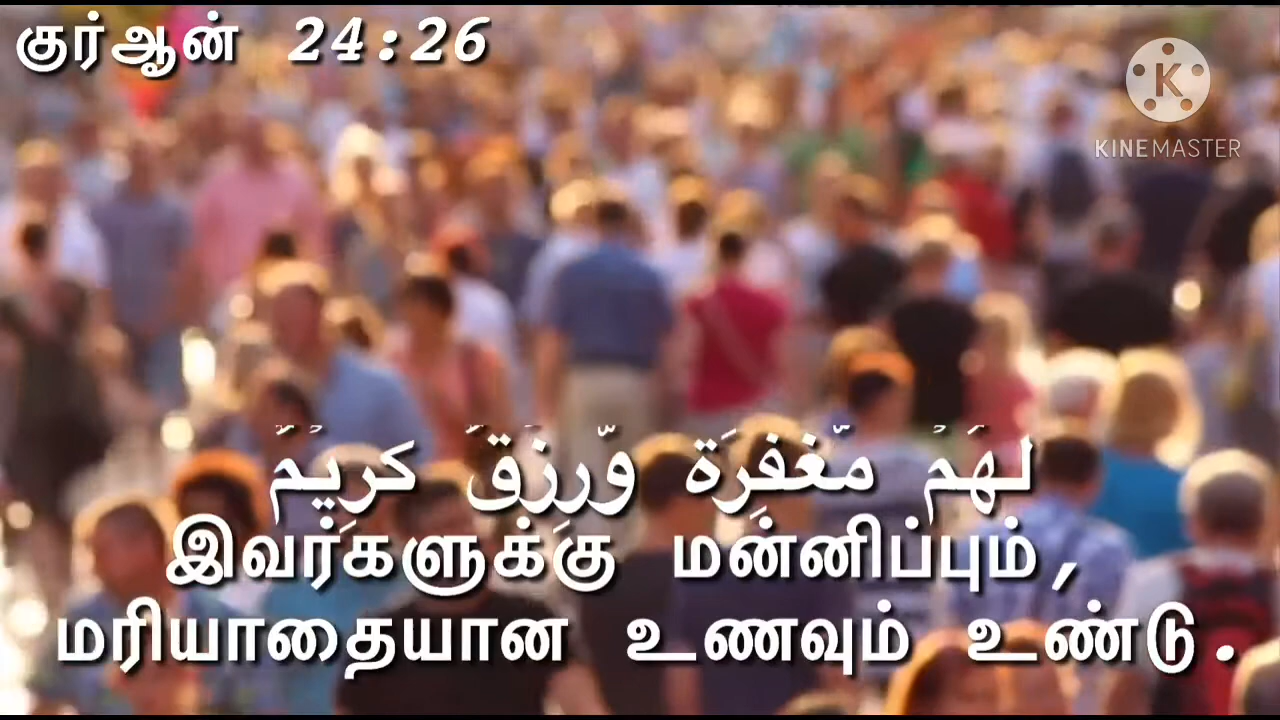 குர்ஆன் 24:26
KINEMASTER
لَهُمْ مَّغْفِرَةٌ وَّرِزْقٌ كَرِيْمٌ
இவர்களுக்கு மன்னிப்பும்,
மரியாதையான உணவும் உண்டு.